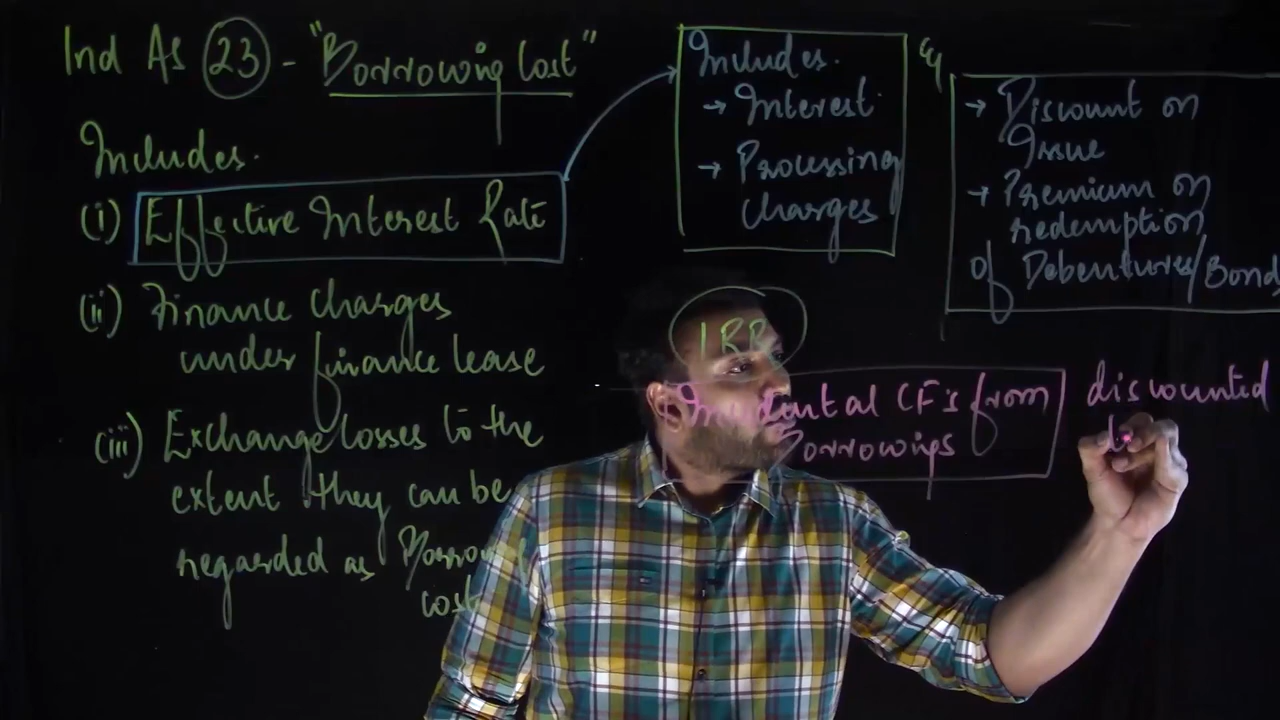 Ind As 23 - "Borrowing Cost"
Includes.
(i) Effective Interest Rate
(ii) Finance charges
under finance lease
(iii) Exchange losses to the
extent they can be
regarded as
cost
Includes.
→ Interest
→ Processing
charges
eg
→ Discount on
Issue
→ Premium on
redemption
of Debentures/Bonds
IRR
CF's from
Borrowings
discounted